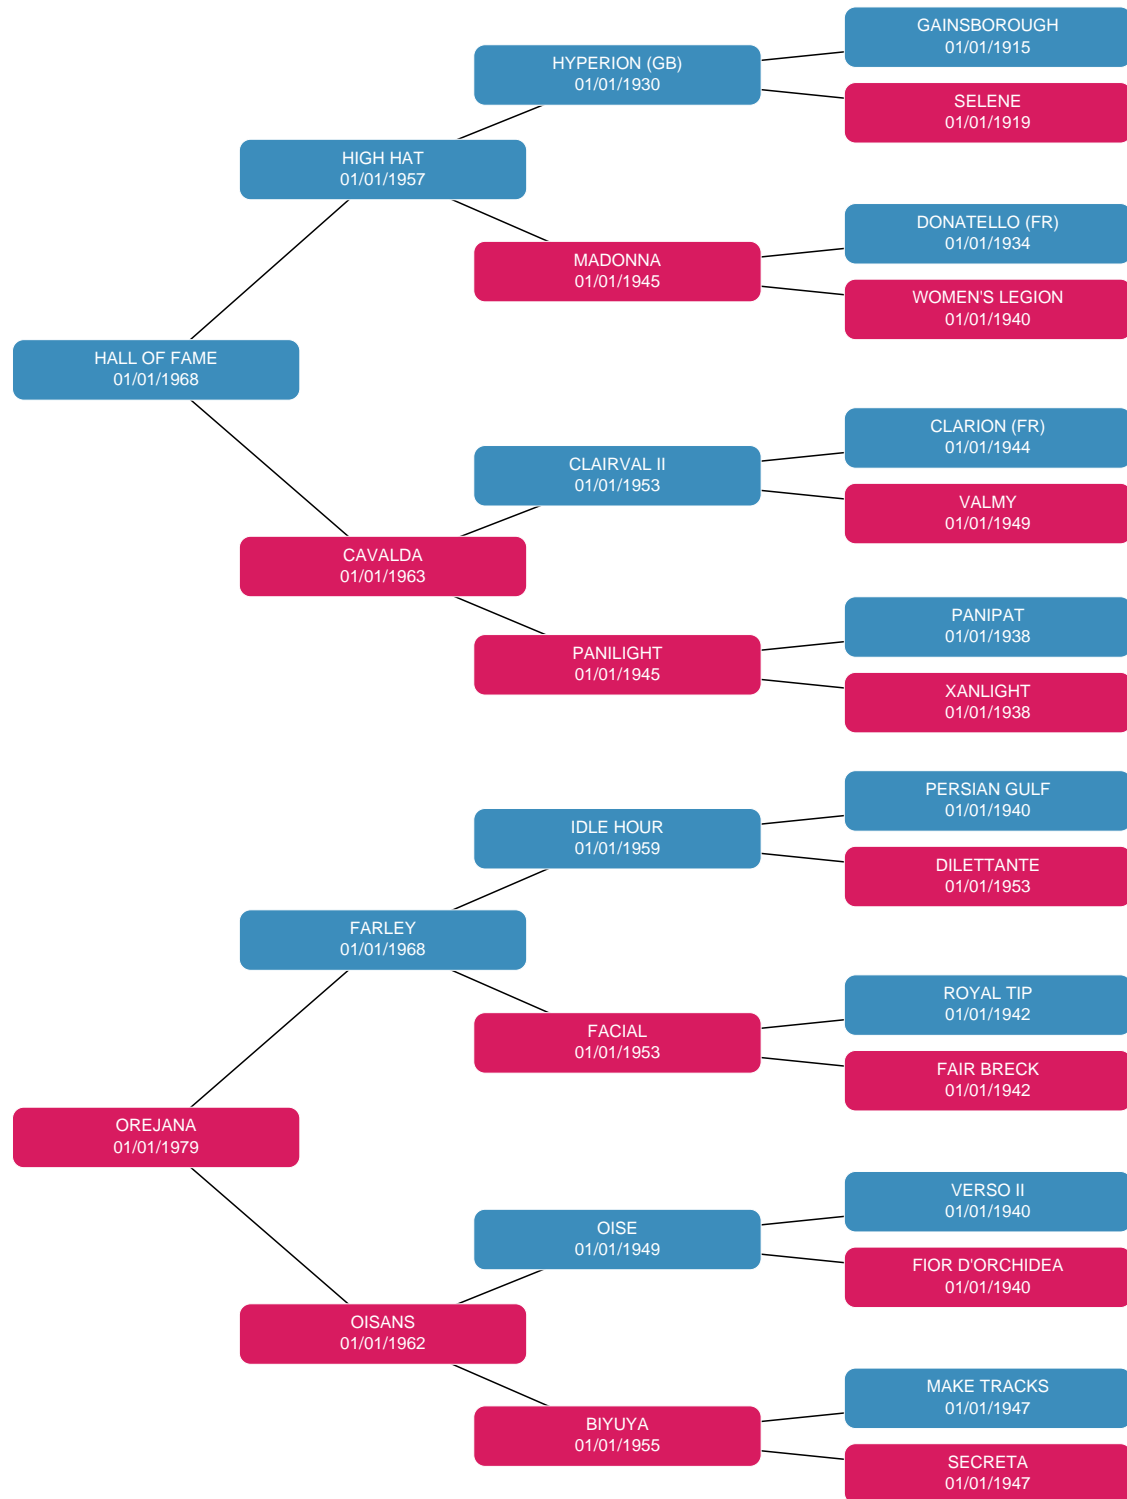 GAINSBOROUGH
01/01/1915
HYPERION (GB)
01/01/1930
SELENE
01/01/1919
HIGH HAT
01/01/1957
DONATELLO (FR)
01/01/1934
MADONNA
01/01/1945
WOMEN'S LEGION
01/01/1940
HALL OF FAME
01/01/1968
CLARION (FR)
01/01/1944
CLAIRVAL II
01/01/1953
VALMY
01/01/1949
CAVALDA
01/01/1963
PANIPAT
01/01/1938
PANILIGHT
01/01/1945
XANLIGHT
01/01/1938
PERSIAN GULF
01/01/1940
IDLE HOUR
01/01/1959
DILETTANTE
01/01/1953
FARLEY
01/01/1968
ROYAL TIP
01/01/1942
FACIAL
01/01/1953
FAIR BRECK
01/01/1942
OREJANA
01/01/1979
VERSO II
01/01/1940
OISE
01/01/1949
FIOR D'ORCHIDEA
01/01/1940
OISANS
01/01/1962
MAKE TRACKS
01/01/1947
BIYUYA
01/01/1955
SECRETA
01/01/1947